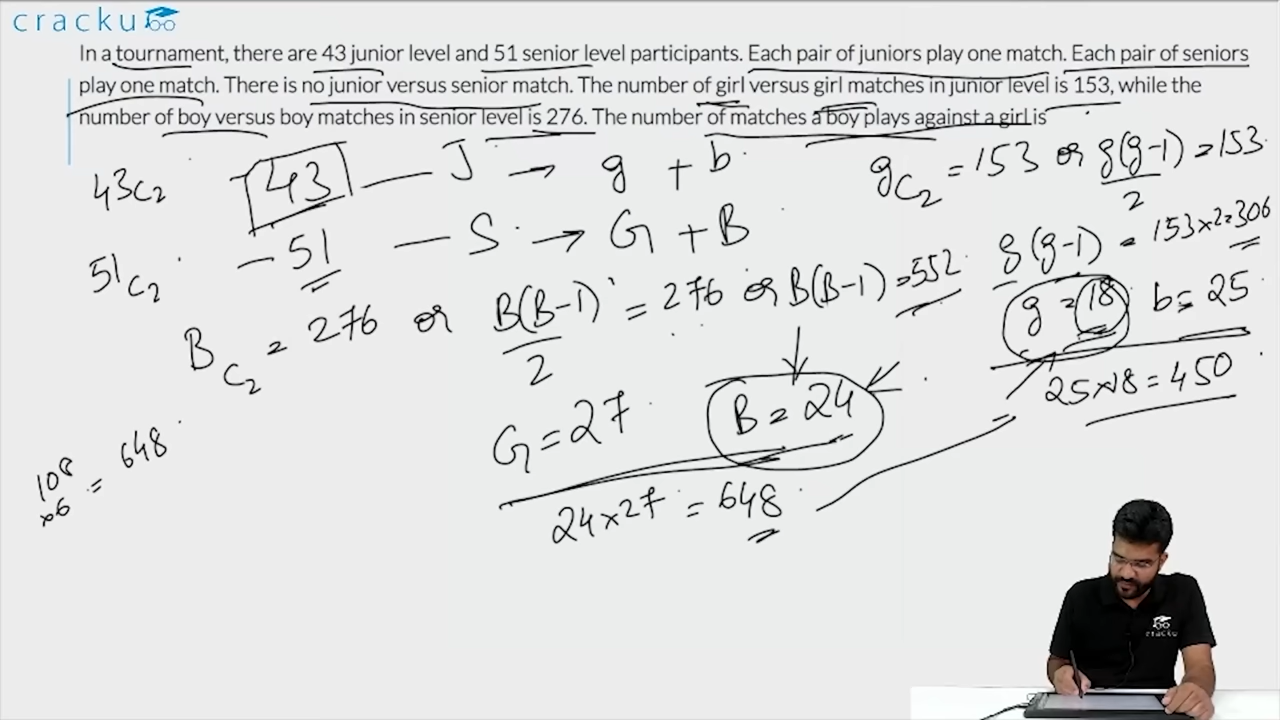 cracku
In a tournament, there are 43 junior level and 51 senior level participants. Each pair of juniors play one match. Each pair of seniors
play one match. There is no junior versus senior match. The number of girl versus girl matches in junior level is 153, while the
number of boy versus boy matches in senior level is 276. The number of matches a boy plays against a girl is
43C2 43 — J → g + b gC2 = 153 or g(g-1)/2 = 153
51C2 51 — S → G + B g(g-1) = 153×2=306
BC2 = 276 or B(B-1)/2 = 276 or B(B-1) = 552 g = 18 b = 25
25×18 = 450
G = 27 B = 24
24×27 = 648
108 ×6 = 648
cracku